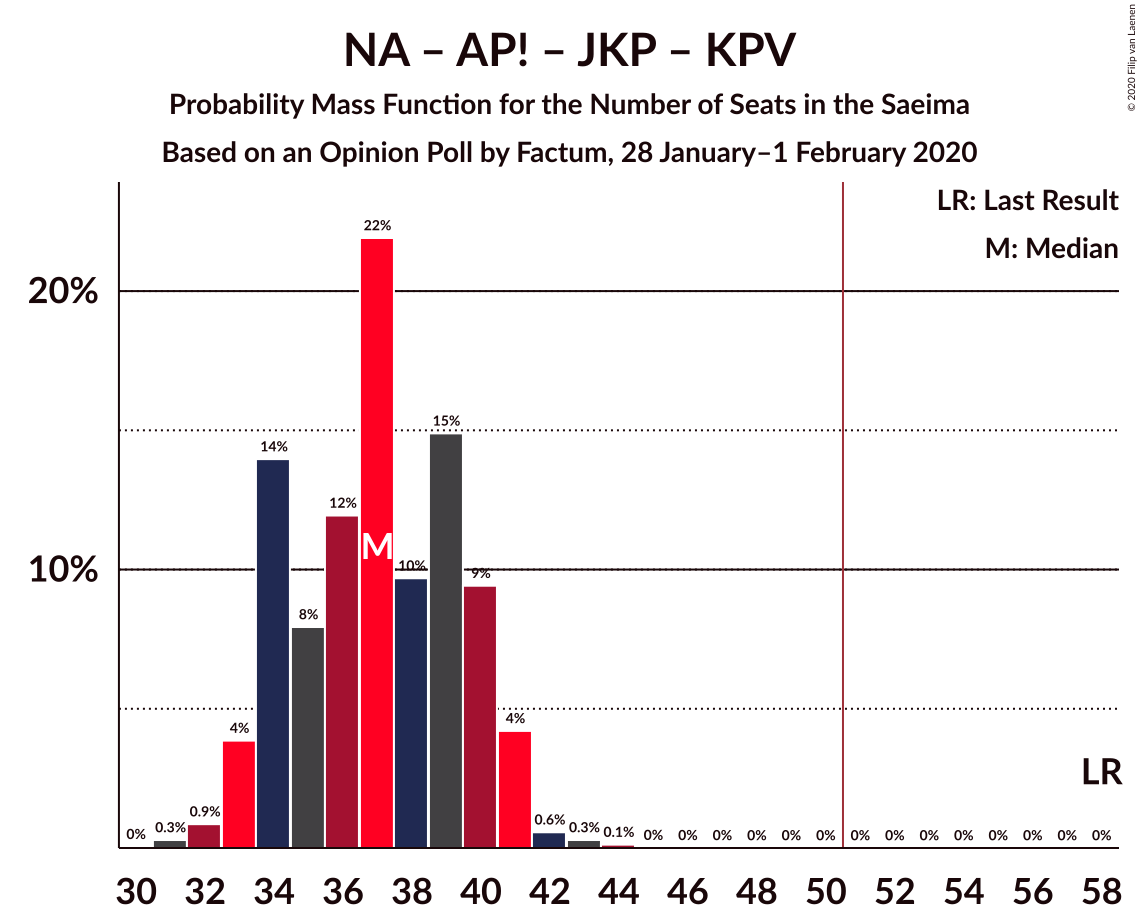 NA – AP! – JKP – KPV
Probability Mass Function for the Number of Seats in the Saeima
Based on an Opinion Poll by Factum, 28 January–1 February 2020
© 2020 Filip van Laenen
LR: Last Result
M: Median
20%
10%
0% 0.3% 0.9% 4% 14% 8% 12% 22% 10% 15% 9% 4% 0.6% 0.3% 0.1% 0% 0% 0% 0% 0% 0% 0% 0% 0% 0% 0% 0% 0% 0%
M
LR
30 32 34 36 38 40 42 44 46 48 50 52 54 56 58